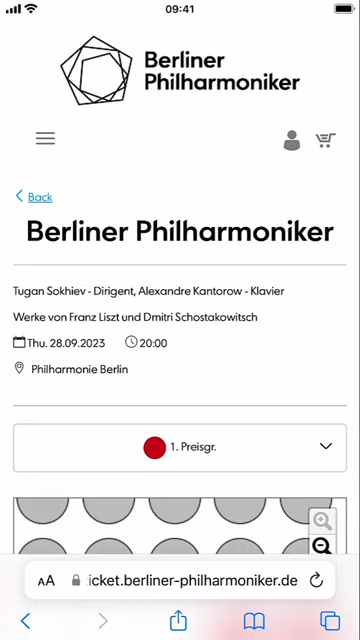 09:41
Berliner
Philharmoniker
Back
Berliner Philharmoniker
Tugan Sokhiev - Dirigent, Alexandre Kantorow - Klavier
Werke von Franz Liszt und Dmitri Schostakowitsch
Thu. 28.09.2023 20:00
Philharmonie Berlin
1. Preisgr.
AA icket.berliner-philharmoniker.de